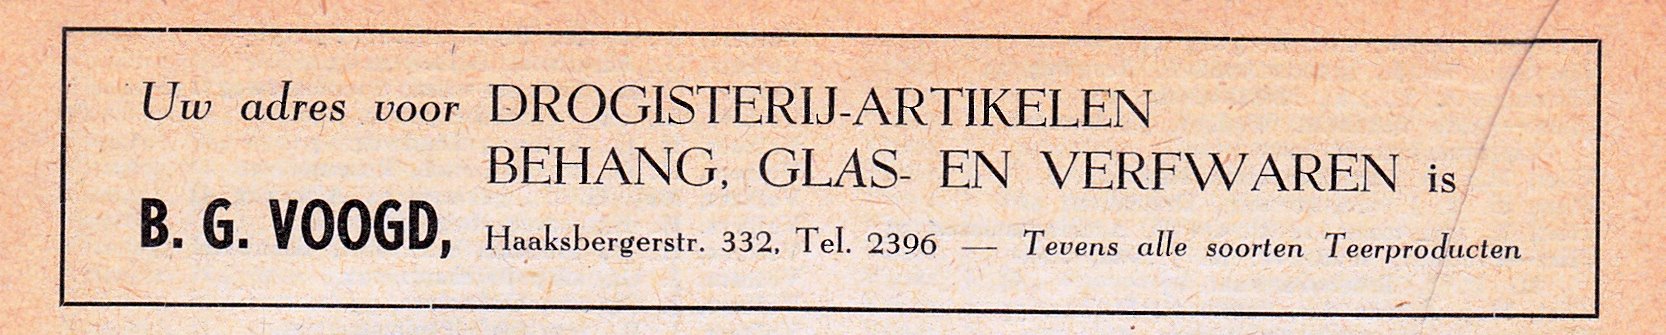 Uw adres voor DROGISTERIJ-ARTIKELEN
BEHANG, GLAS- EN VERFWAREN is
B. G. VOOGD, Haaksbergerstr. 332, Tel. 2396 — Tevens alle soorten Teerproducten